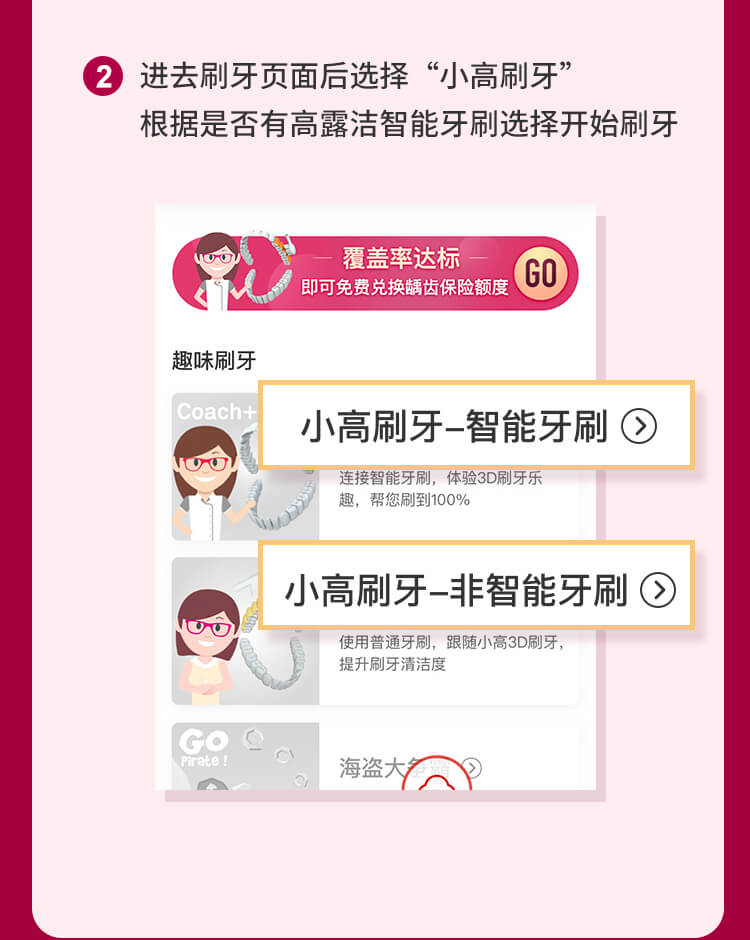 2 进去刷牙页面后选择“小高刷牙”
根据是否有高露洁智能牙刷选择开始刷牙
覆盖率达标
即可免费兑换龋齿保险额度
GO
趣味刷牙
Coach+
小高刷牙-智能牙刷
连接智能牙刷，体验3D刷牙乐
趣，帮您刷到100%
小高刷牙-非智能牙刷
使用普通牙刷，跟随小高3D刷牙，
提升刷牙清洁度
GO
Pirate!
海盗大争霸